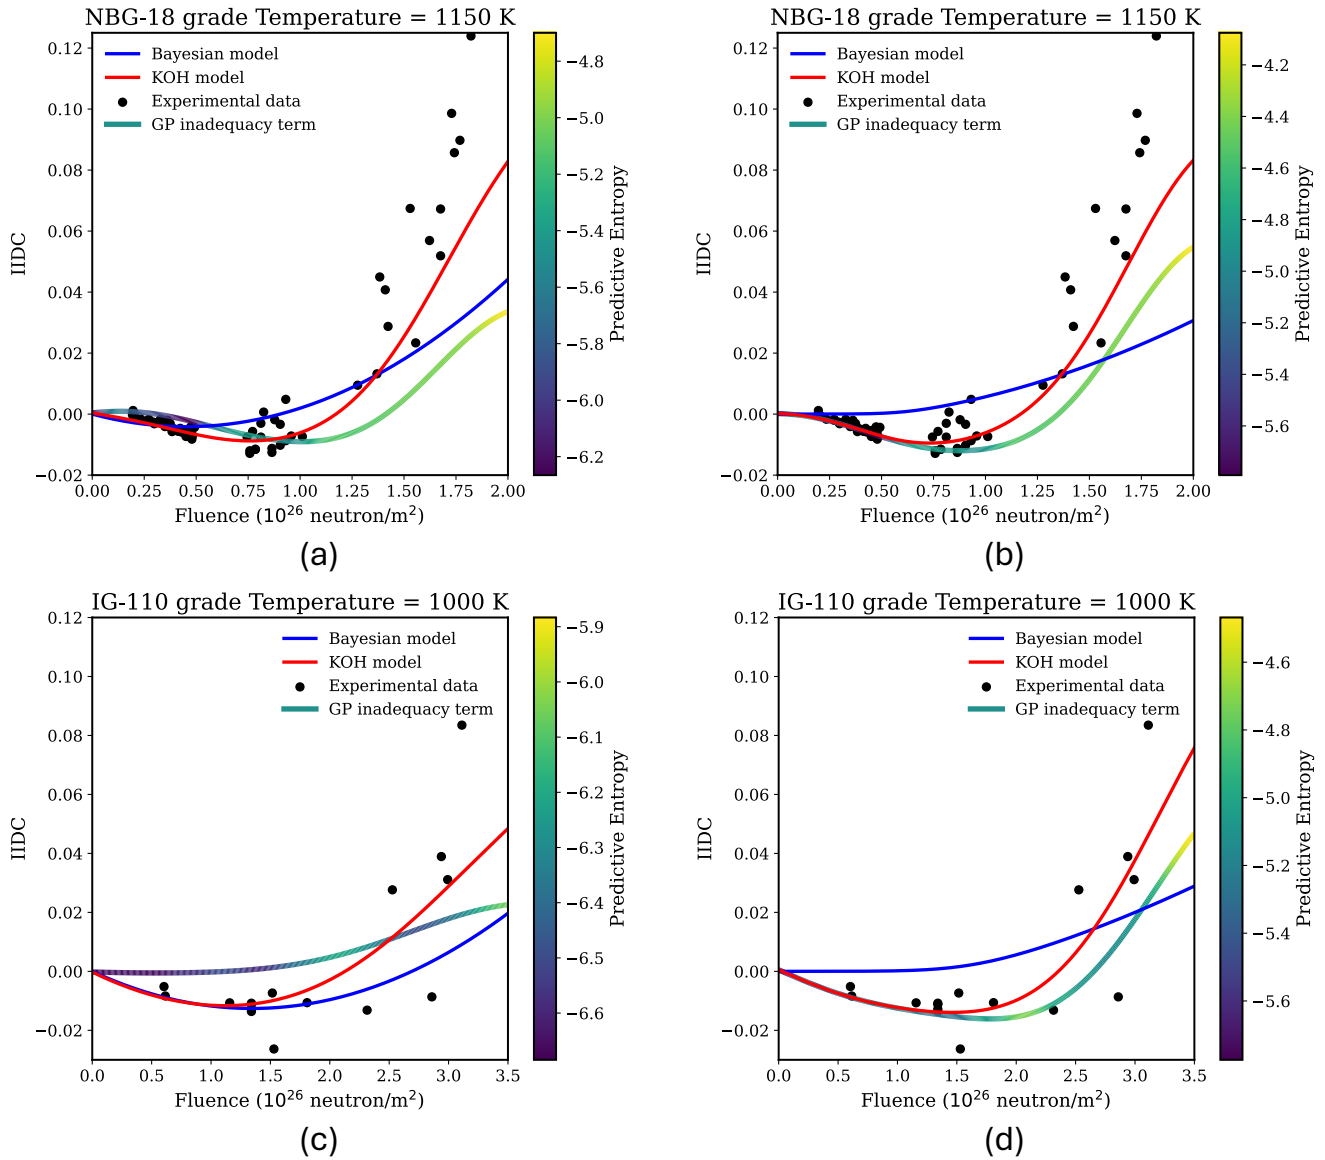 NBG-18 grade Temperature = 1150 K
Bayesian model
KOH model
Experimental data
GP inadequacy term
0.12
0.10
0.08
0.06
0.04
0.02
0.00
−0.02
IIDC
0.00 0.25 0.50 0.75 1.00 1.25 1.50 1.75 2.00
Fluence (10²⁶ neutron/m²)
−4.8
−5.0
−5.2
−5.4
−5.6
−5.8
−6.0
−6.2
Predictive Entropy
(a)
NBG-18 grade Temperature = 1150 K
Bayesian model
KOH model
Experimental data
GP inadequacy term
0.12
0.10
0.08
0.06
0.04
0.02
0.00
−0.02
IIDC
0.00 0.25 0.50 0.75 1.00 1.25 1.50 1.75 2.00
Fluence (10²⁶ neutron/m²)
−4.2
−4.4
−4.6
−4.8
−5.0
−5.2
−5.4
−5.6
Predictive Entropy
(b)
IG-110 grade Temperature = 1000 K
Bayesian model
KOH model
Experimental data
GP inadequacy term
0.12
0.10
0.08
0.06
0.04
0.02
0.00
−0.02
IIDC
0.0 0.5 1.0 1.5 2.0 2.5 3.0 3.5
Fluence (10²⁶ neutron/m²)
−5.9
−6.0
−6.1
−6.2
−6.3
−6.4
−6.5
−6.6
Predictive Entropy
(c)
IG-110 grade Temperature = 1000 K
Bayesian model
KOH model
Experimental data
GP inadequacy term
0.12
0.10
0.08
0.06
0.04
0.02
0.00
−0.02
IIDC
0.0 0.5 1.0 1.5 2.0 2.5 3.0 3.5
Fluence (10²⁶ neutron/m²)
−4.6
−4.8
−5.0
−5.2
−5.4
−5.6
Predictive Entropy
(d)